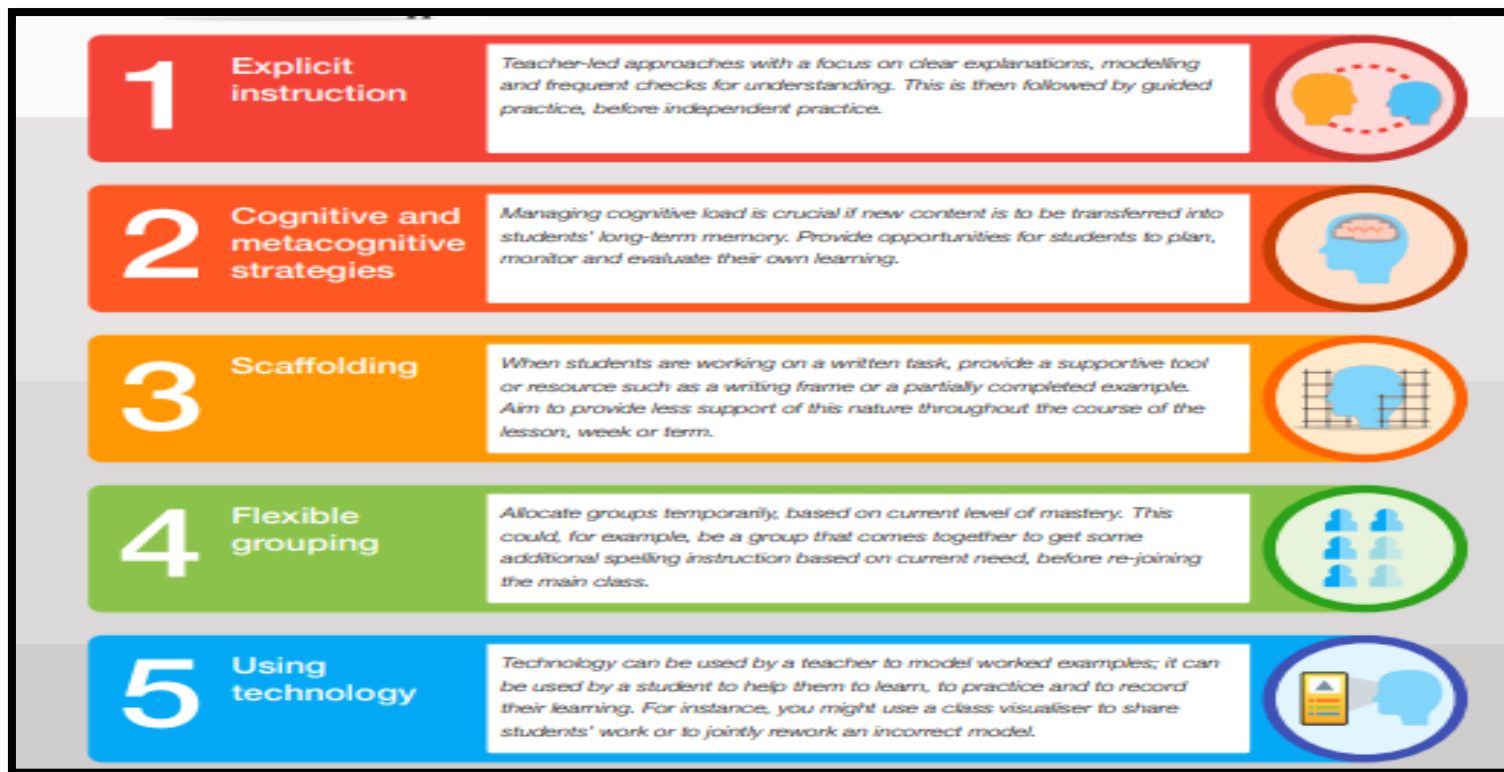 1
Explicit
instruction
Teacher-led approaches with a focus on clear explanations, modelling
and frequent checks for understanding. This is then followed by guided
practice, before independent practice.
2
Cognitive and
metacognitive
strategies
Managing cognitive load is crucial if new content is to be transferred into
students' long-term memory. Provide opportunities for students to plan,
monitor and evaluate their own learning.
3
Scaffolding
When students are working on a written task, provide a supportive tool
or resource such as a writing frame or a partially completed example.
Aim to provide less support of this nature throughout the course of the
lesson, week or term.
4
Flexible
grouping
Allocate groups temporarily, based on current level of mastery. This
could, for example, be a group that comes together to get some
additional spelling instruction based on current need, before re-joining
the main class.
5
Using
technology
Technology can be used by a teacher to model worked examples; it can
be used by a student to help them to learn, to practice and to record
their learning. For instance, you might use a class visualiser to share
students' work or to jointly rework an incorrect model.